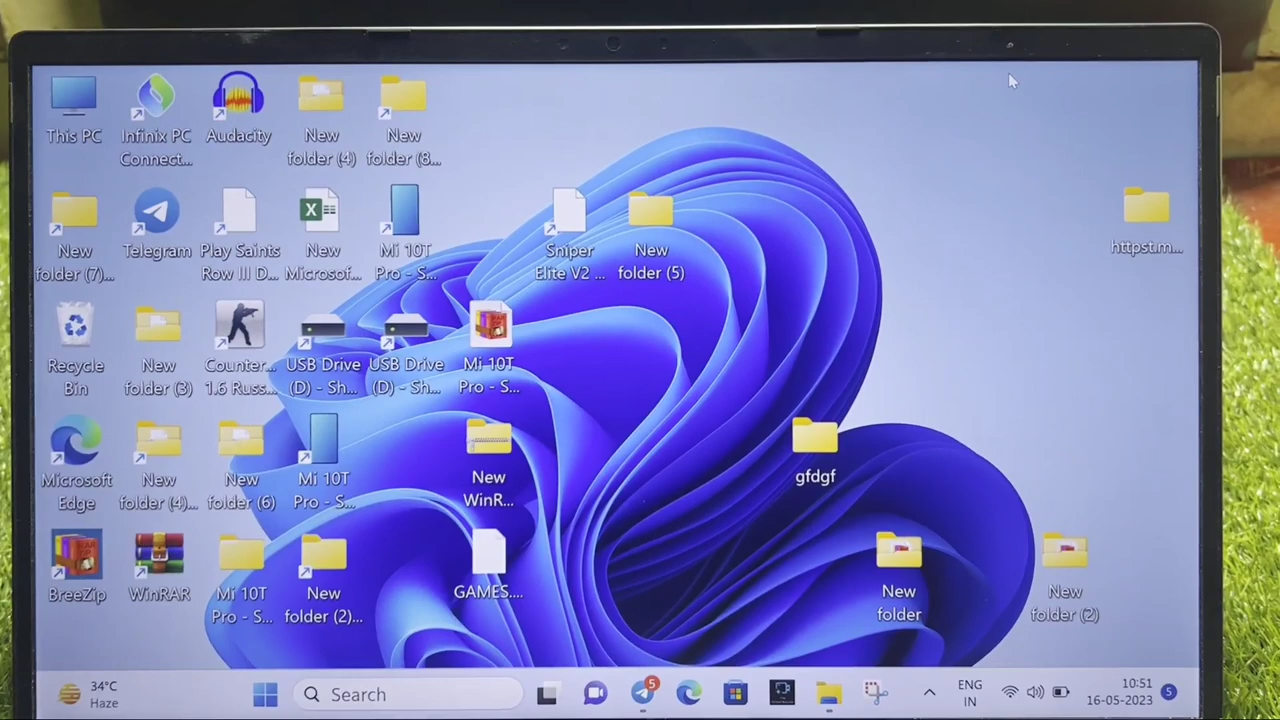 This PC
Infinix PC
Connect...
Audacity
New
folder (4)
New
folder (8...
New
folder (7)...
Telegram
Play Saints
Row III D...
New
Microsof...
Mi 10T
Pro - S...
Sniper
Elite V2 ...
New
folder (5)
httpst.m...
Recycle
Bin
New
folder (3)
Counter...
1.6 Russ...
USB Drive
(D) - Sh...
USB Drive
(D) - Sh...
Mi 10T
Pro - S...
Microsoft
Edge
New
folder (4)...
New
folder (6)
Mi 10T
Pro - S...
New
WinR...
gfdgf
BreeZip
WinRAR
Mi 10T
Pro - S...
New
folder (2)...
GAMES....
New
folder
New
folder (2)
34°C
Haze
Search
5
ENG
IN
10:51
16-05-2023
5